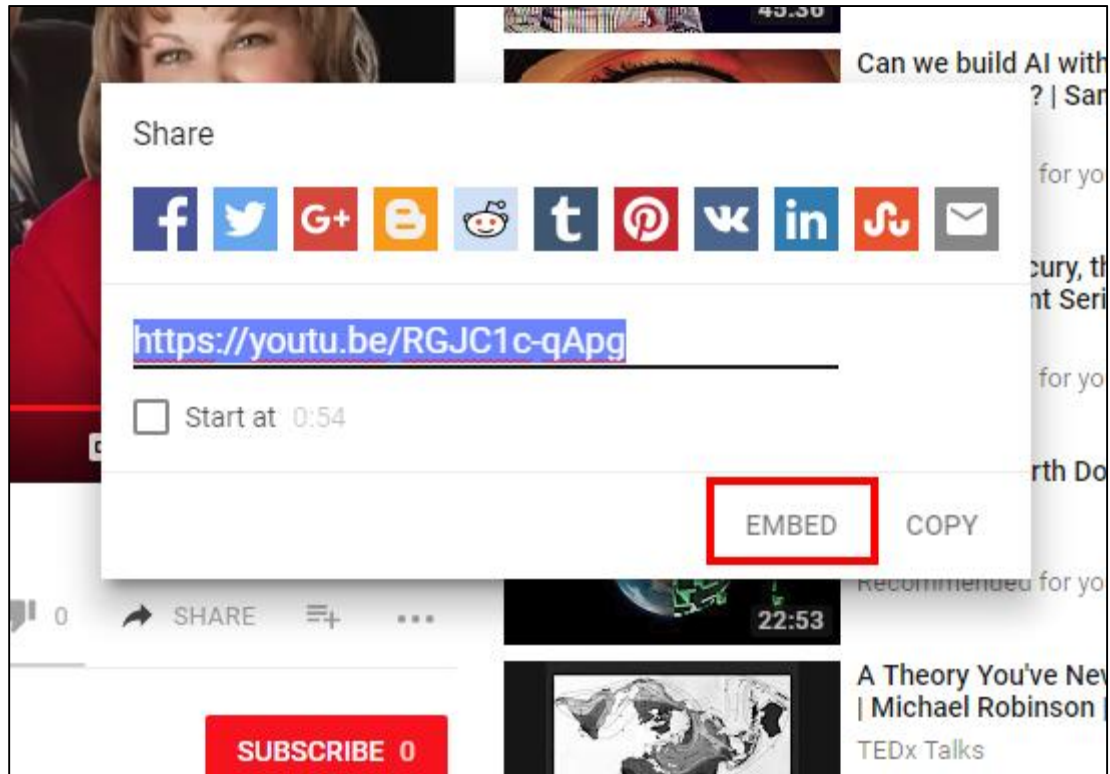 45:36
Can we build AI with
? | Sam
Share
for yo
f G+ B t P in
cury, th
nt Seri
https://youtu.be/RGJC1c-qApg
for yo
Start at 0:54
rth Do
EMBED COPY
Recommended for yo
0 SHARE
22:53
A Theory You've Nev
| Michael Robinson |
SUBSCRIBE 0
TEDx Talks